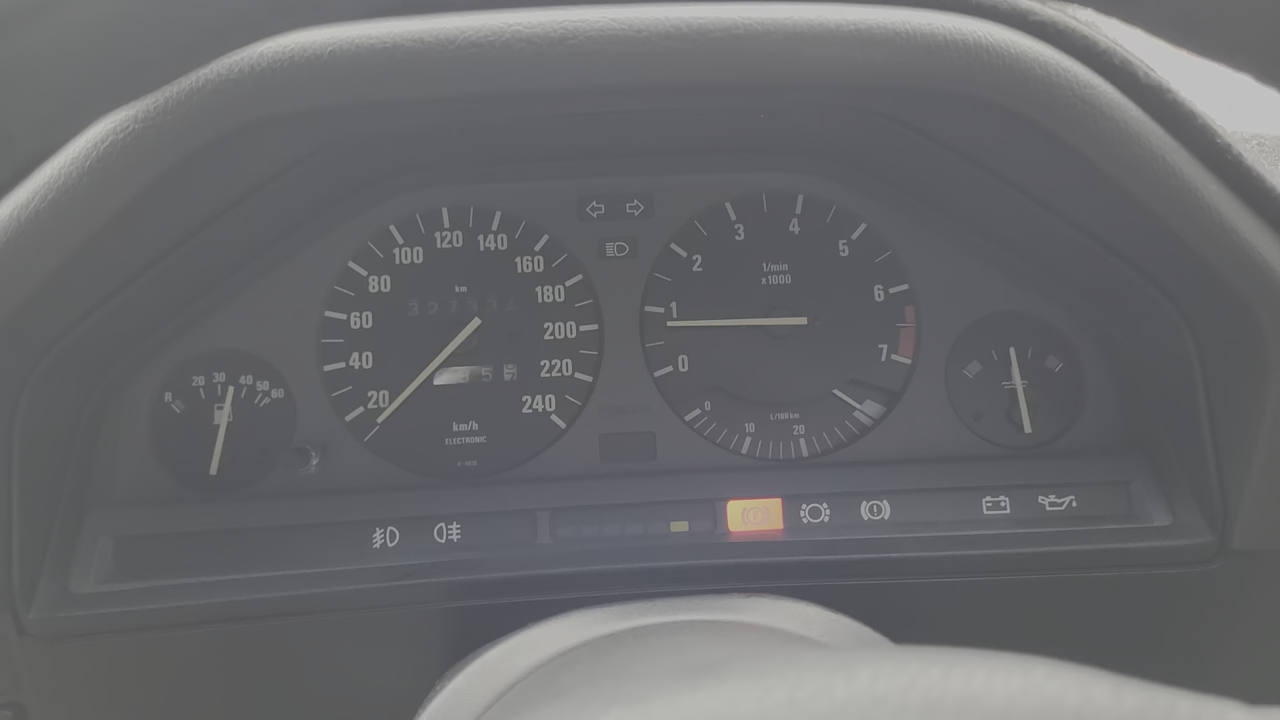 20 40 60 80 100 120 140 160 180 200 220 240
km
5
km/h
ELECTRONIC
0 1 2 3 4 5 6 7
1/min
x1000
0 10 20
L/100km
R 20 30 40 50 60